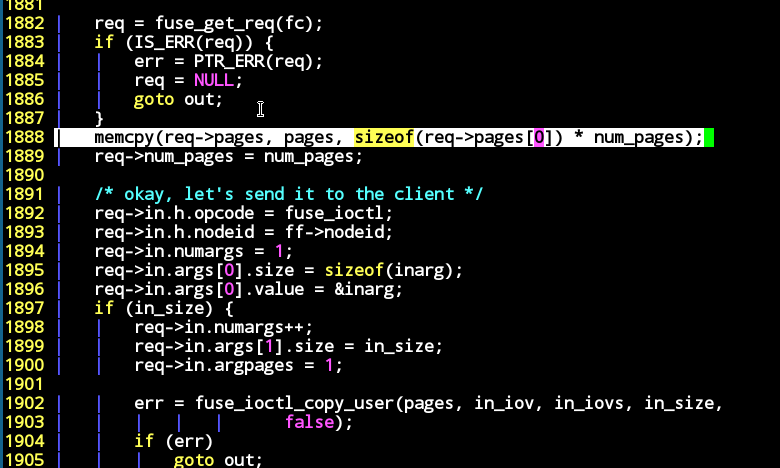 1881
1882 req = fuse_get_req(fc);
1883 if (IS_ERR(req)) {
1884 err = PTR_ERR(req);
1885 req = NULL;
1886 goto out;
1887 }
1888 memcpy(req->pages, pages, sizeof(req->pages[0]) * num_pages);
1889 req->num_pages = num_pages;
1890
1891 /* okay, let's send it to the client */
1892 req->in.h.opcode = fuse_ioctl;
1893 req->in.h.nodeid = ff->nodeid;
1894 req->in.numargs = 1;
1895 req->in.args[0].size = sizeof(inarg);
1896 req->in.args[0].value = &inarg;
1897 if (in_size) {
1898 req->in.numargs++;
1899 req->in.args[1].size = in_size;
1900 req->in.argpages = 1;
1901
1902 err = fuse_ioctl_copy_user(pages, in_iov, in_iovs, in_size,
1903 false);
1904 if (err)
1905 goto out;